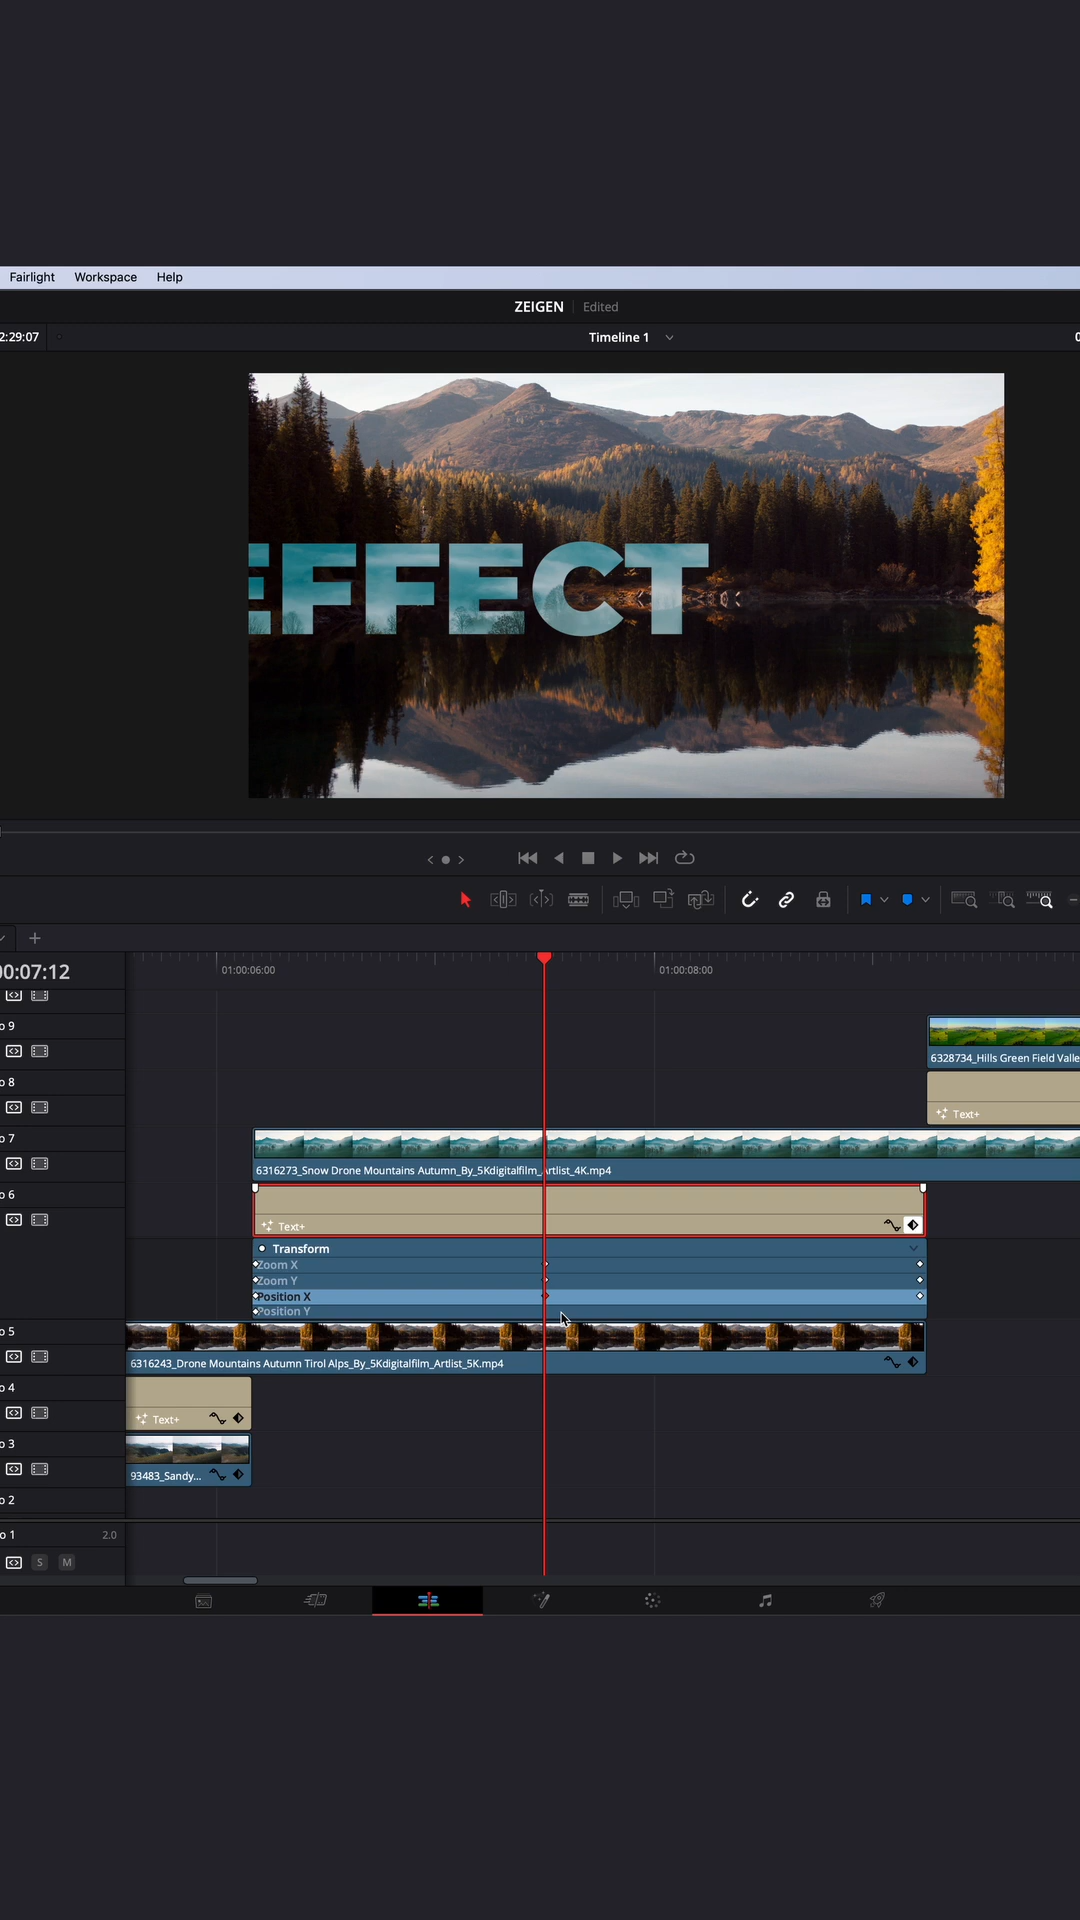 Fairlight Workspace Help
ZEIGEN Edited
2:29:07 Timeline 1 0
EFFECT
00:07:12 01:00:06:00 01:00:08:00
o 9
6328734_Hills Green Field Valle
o 8
Text+
o 7
6316273_Snow Drone Mountains Autumn_By_5Kdigitalfilm_Artlist_4K.mp4
o 6
Text+
Transform
Zoom X
Zoom Y
Position X
Position Y
o 5
6316243_Drone Mountains Autumn Tirol Alps_By_5Kdigitalfilm_Artlist_5K.mp4
o 4
Text+
o 3
93483_Sandy...
o 2
o 1 2.0
S M